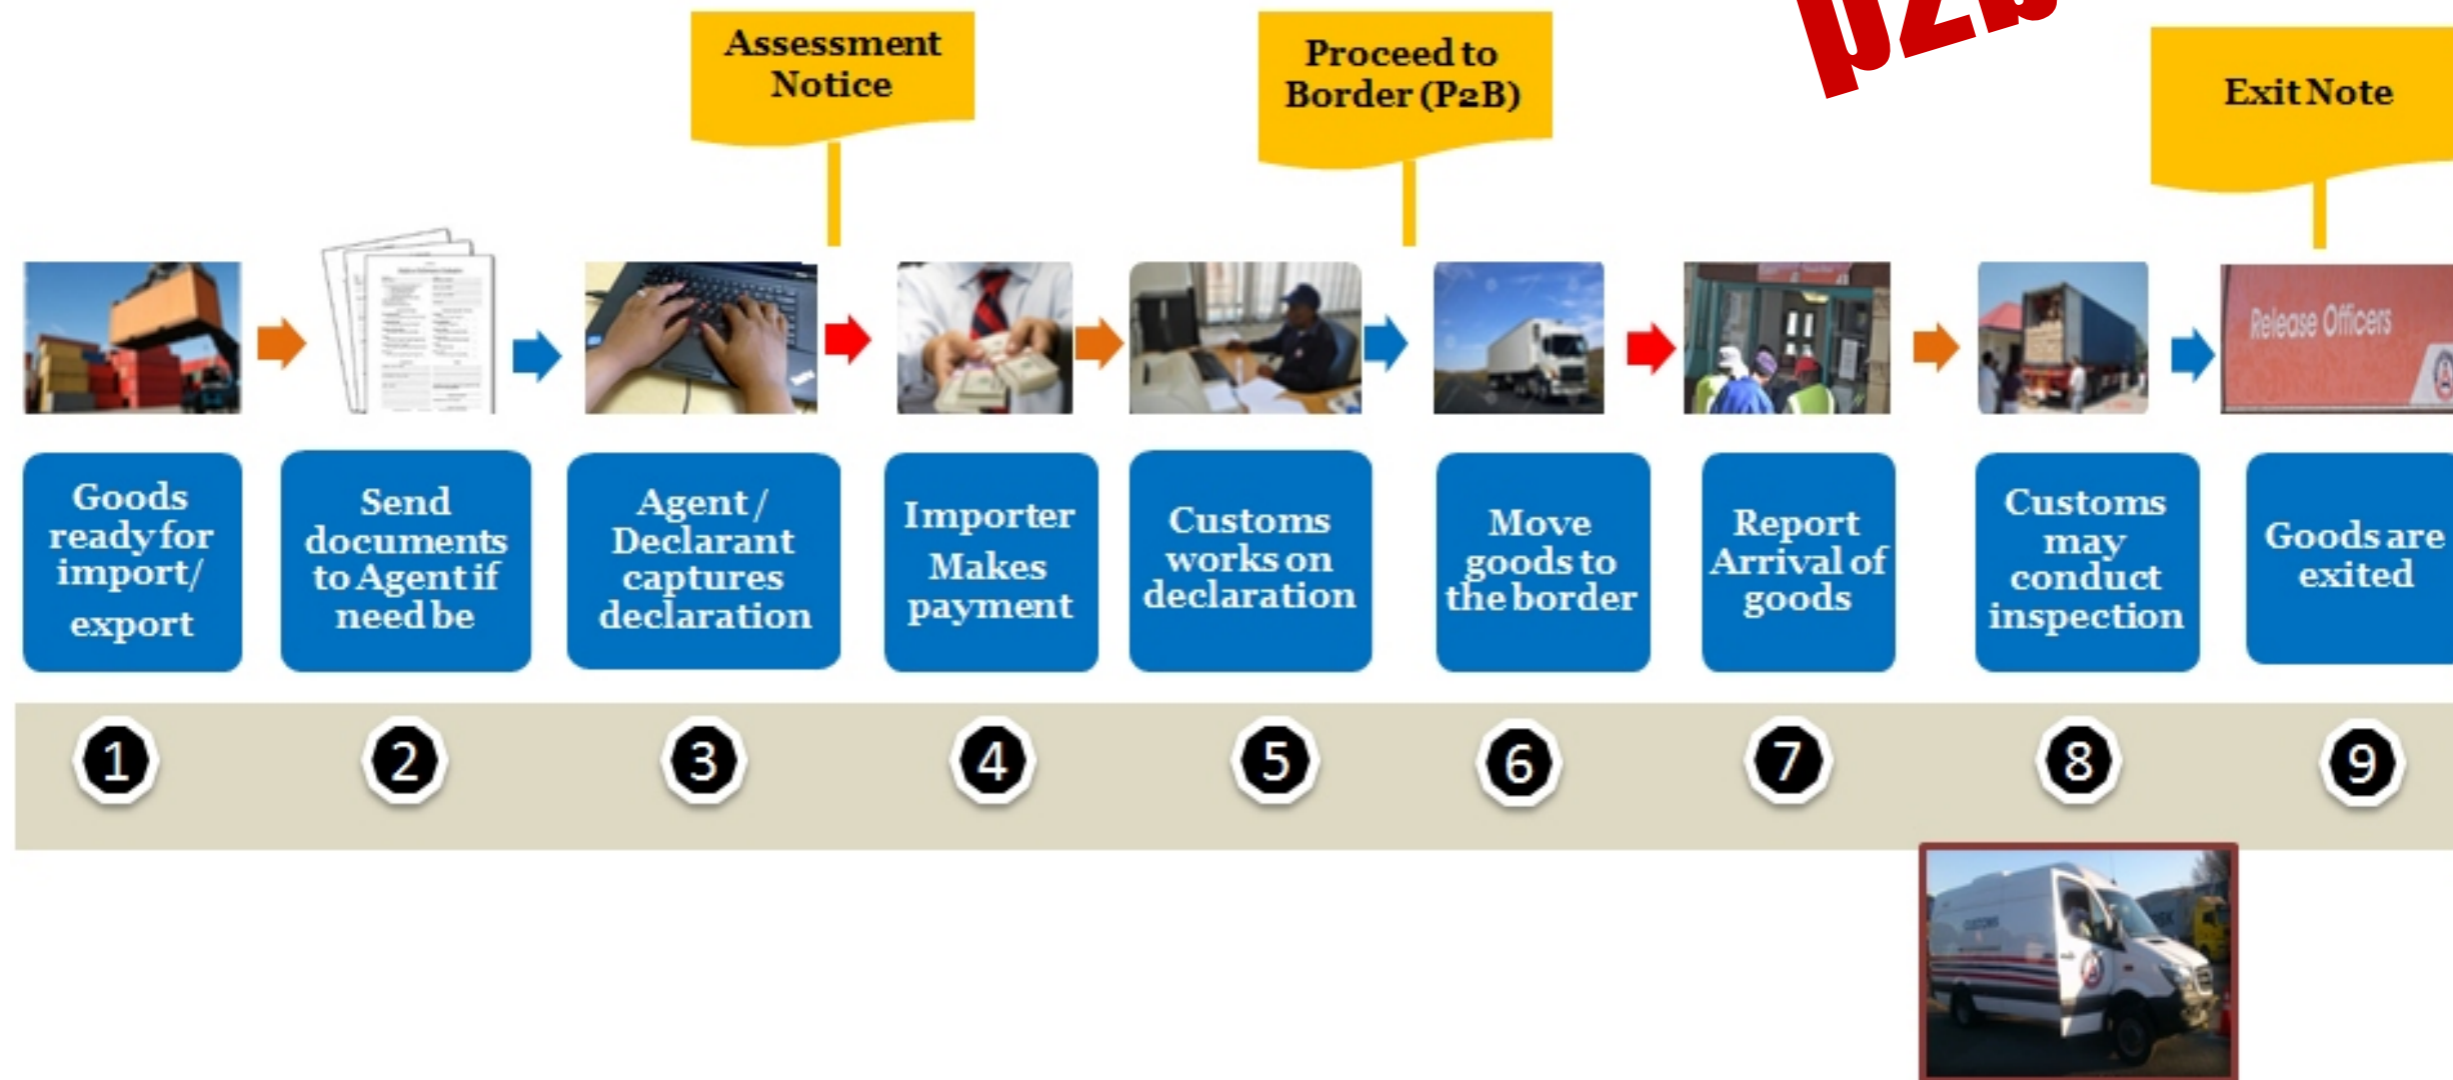 p2b
Assessment
Notice
Proceed to
Border (P2B)
Exit Note
Release Officers
Goods
ready for
import/
export
Send
documents
to Agent if
need be
Agent /
Declarant
captures
declaration
Importer
Makes
payment
Customs
works on
declaration
Move
goods to
the border
Report
Arrival of
goods
Customs
may
conduct
inspection
Goods are
exited
1
2
3
4
5
6
7
8
9
CUSTOMS